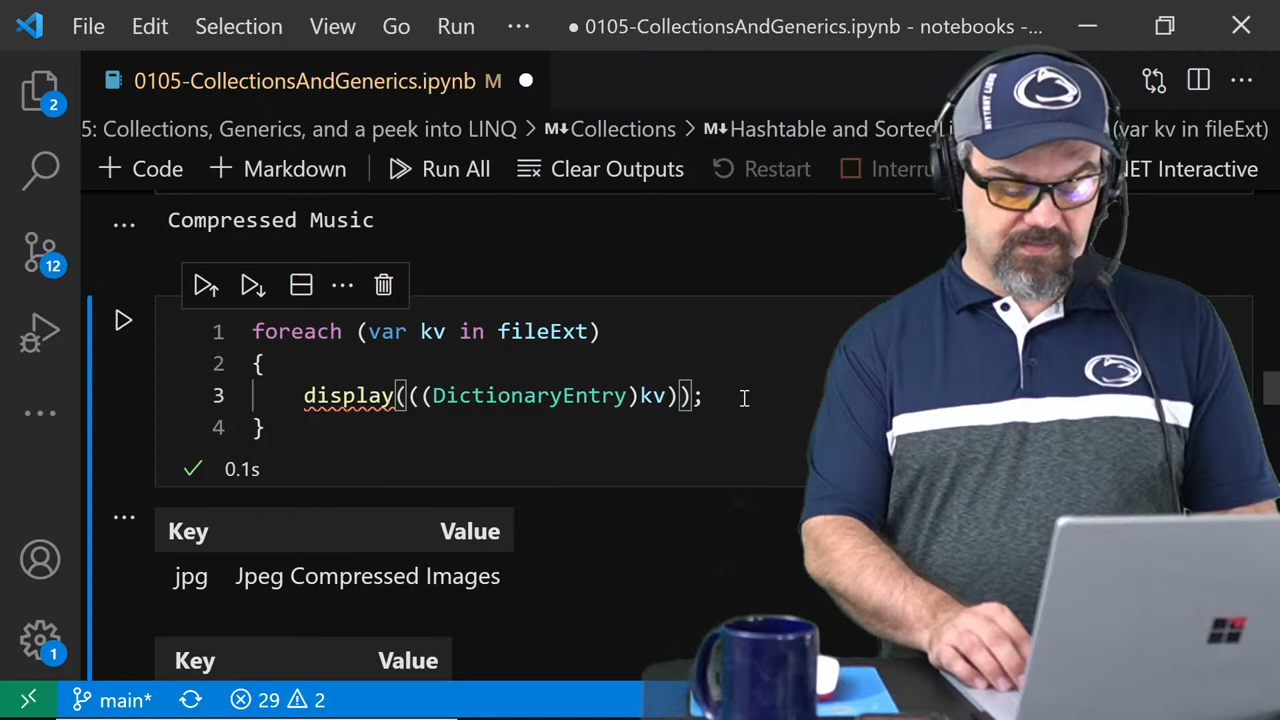 File Edit Selection View Go Run ··· ● 0105-CollectionsAndGenerics.ipynb - notebooks -...
0105-CollectionsAndGenerics.ipynb M
5: Collections, Generics, and a peek into LINQ > M↓Collections > M↓Hashtable and SortedLi (var kv in fileExt)
+ Code + Markdown Run All Clear Outputs Restart Interru NET Interactive
Compressed Music
1 foreach (var kv in fileExt)
2 {
3 display(((DictionaryEntry)kv));
4 }
✓ 0.1s
Key Value
jpg Jpeg Compressed Images
Key Value
main* 29 2
2
12
1